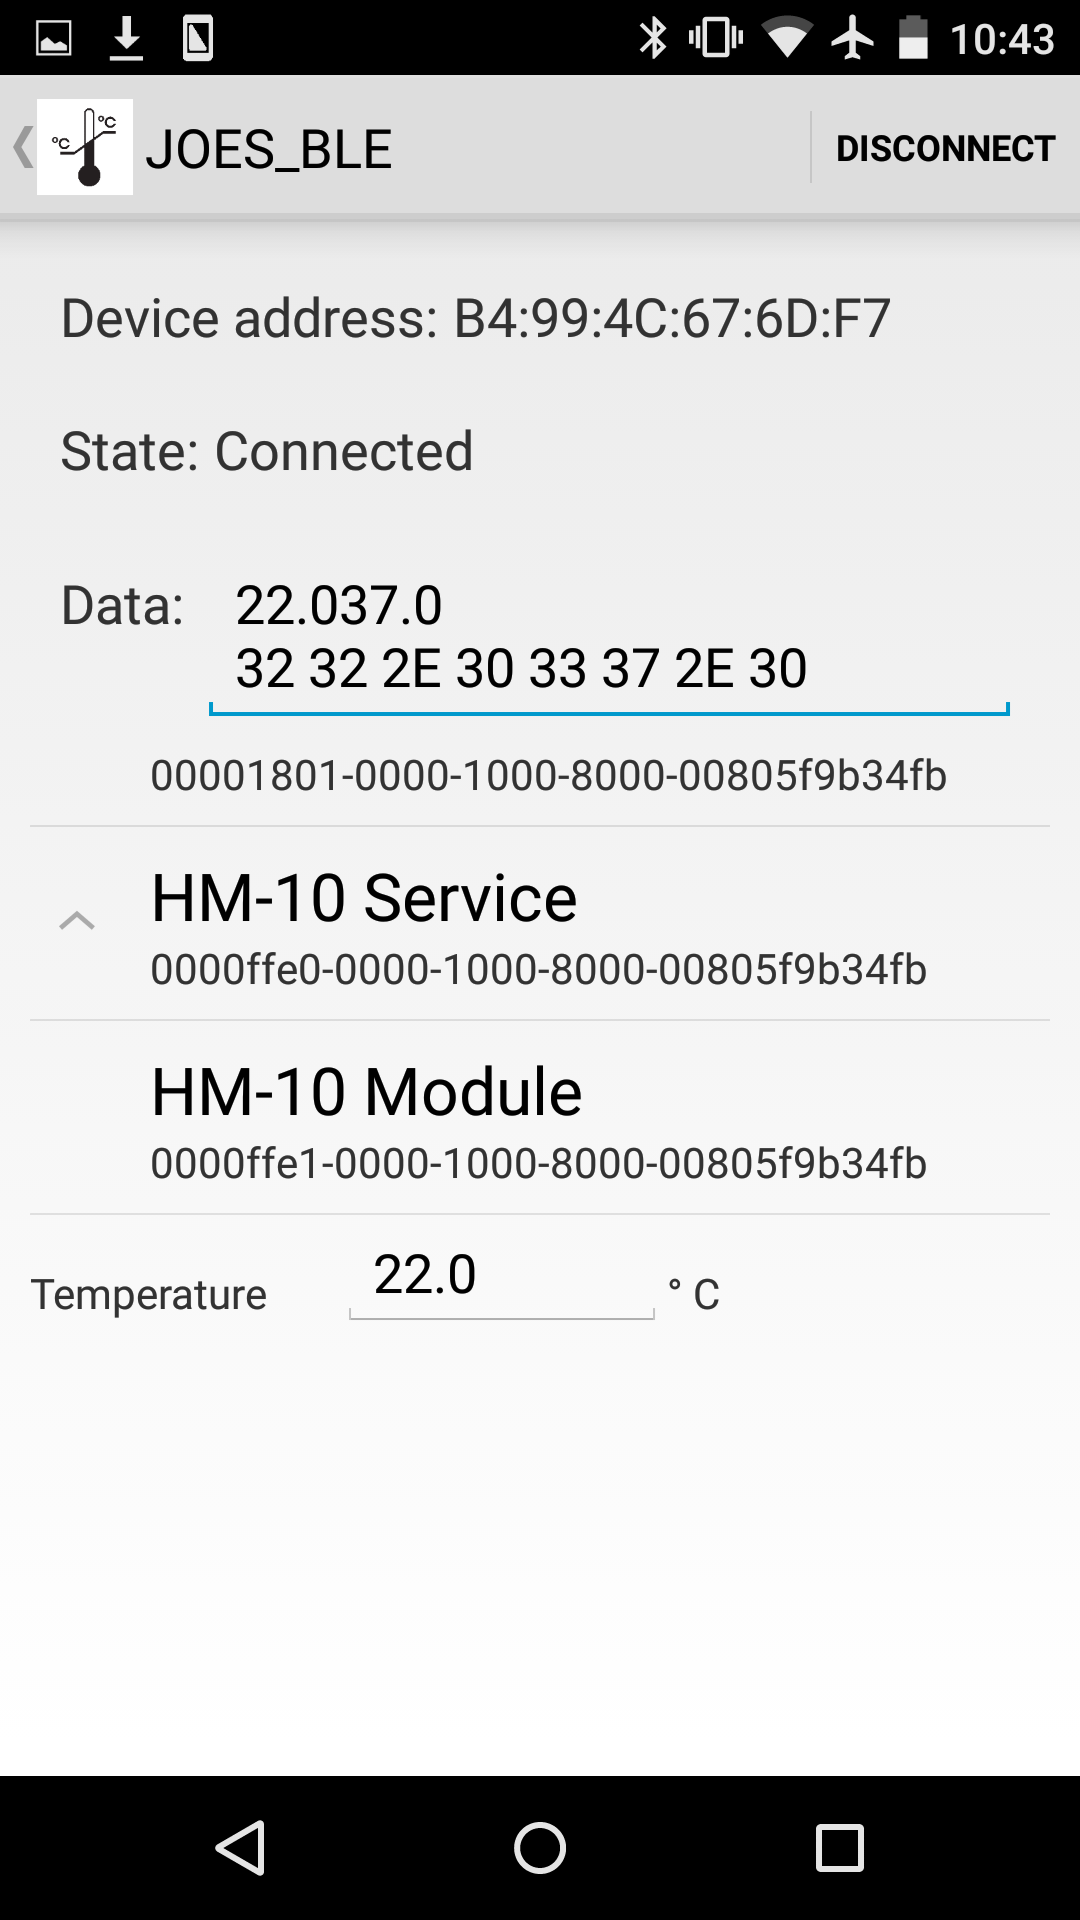 10:43
°C
°C
JOES_BLE
DISCONNECT
Device address: B4:99:4C:67:6D:F7
State: Connected
Data: 22.037.0
32 32 2E 30 33 37 2E 30
00001801-0000-1000-8000-00805f9b34fb
HM-10 Service
0000ffe0-0000-1000-8000-00805f9b34fb
HM-10 Module
0000ffe1-0000-1000-8000-00805f9b34fb
Temperature 22.0 ° C